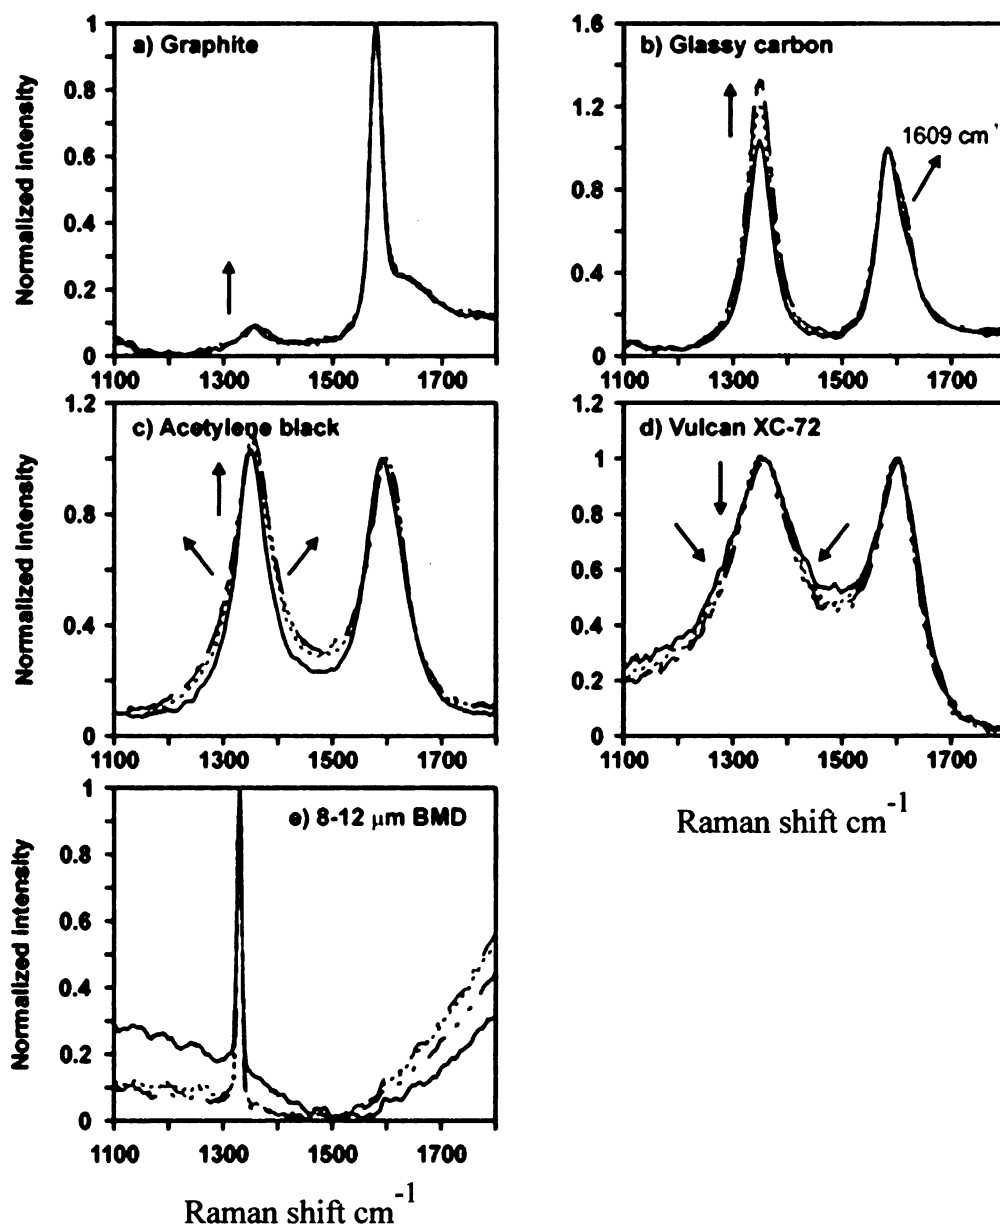 a) Graphite
Normalized intensity
1
0.8
0.6
0.4
0.2
0
1100 1300 1500 1700
b) Glassy carbon
1609 cm
1.6
1.2
0.8
0.4
0
1100 1300 1500 1700
c) Acetylene black
Normalized intensity
1.2
0.8
0.4
0
1100 1300 1500 1700
d) Vulcan XC-72
1.2
1
0.8
0.6
0.4
0.2
0
1100 1300 1500 1700
Raman shift cm-1
e) 8-12 μm BMD
Normalized intensity
1
0.8
0.6
0.4
0.2
0
1100 1300 1500 1700
Raman shift cm-1